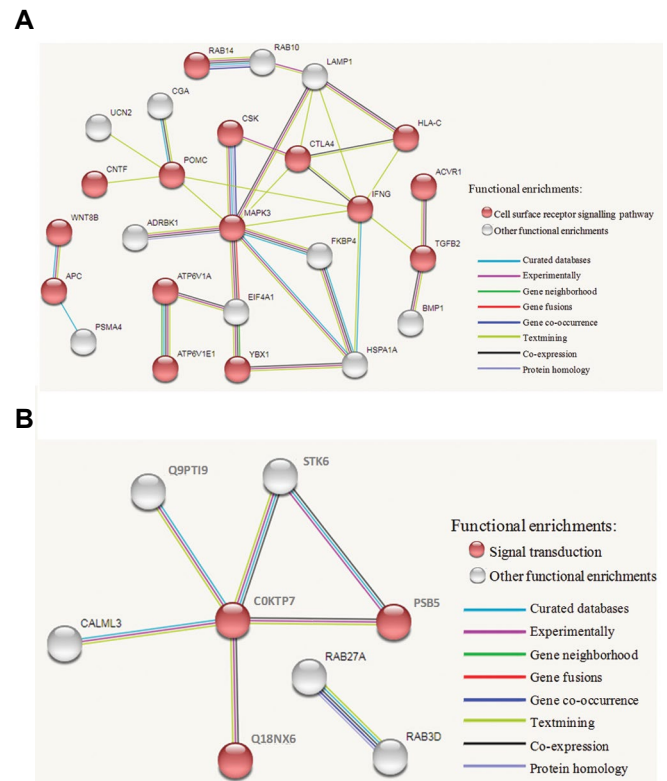 A
RAB14
RAB10
LAMP1
CGA
UCN2
CSK
HLA-C
CTLA4
POMC
CNTF
ACVR1
IFNG
Functional enrichments:
Cell surface receptor signalling pathway
Other functional enrichments
WNT8B
ADRBK1
MAPK3
FKBP4
TGFB2
Curated databases
Experimentally
Gene neighborhood
Gene fusions
Gene co-occurrence
Textmining
Co-expression
Protein homology
APC
ATP6V1A
EIF4A1
BMP1
PSMA4
HSPA1A
ATP6V1E1
YBX1
B
Q9PTI9
STK6
Functional enrichments:
Signal transduction
Other functional enrichments
C0KTP7
PSB5
CALML3
Curated databases
Experimentally
Gene neighborhood
Gene fusions
Gene co-occurrence
Textmining
Co-expression
Protein homology
RAB27A
Q18NX6
RAB3D